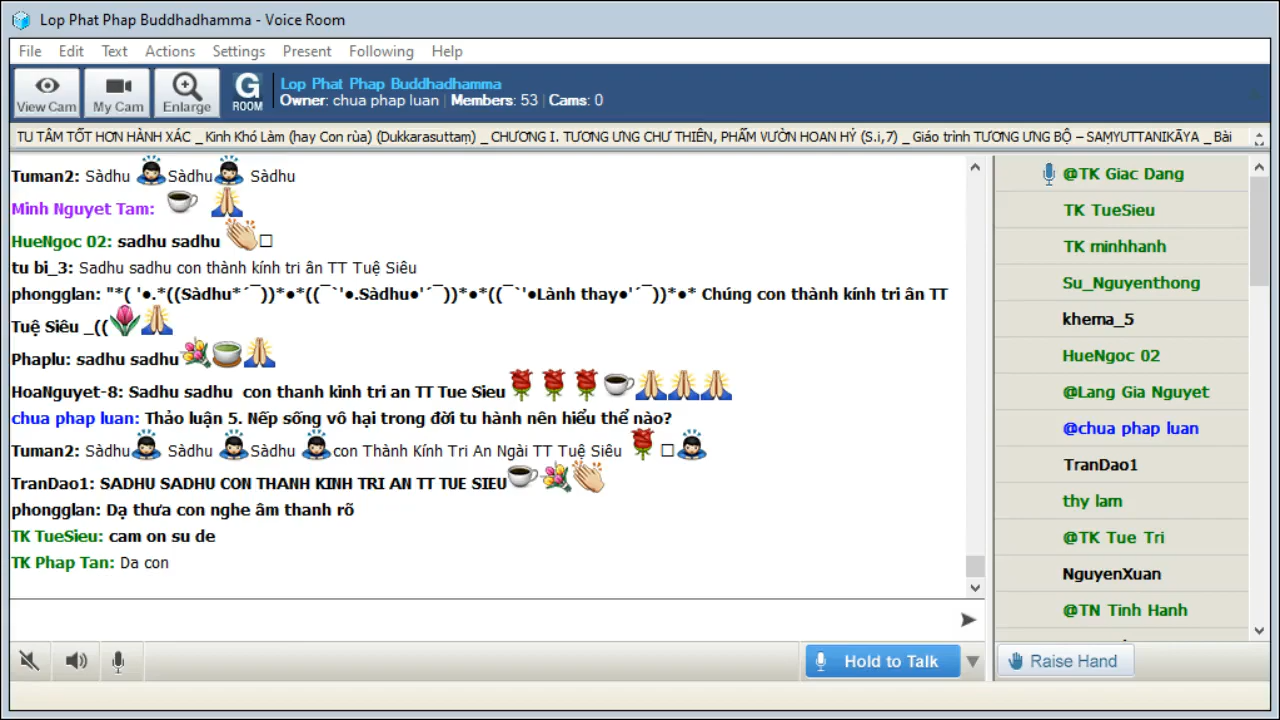 Lop Phat Phap Buddhadhamma - Voice Room
File Edit Text Actions Settings Present Following Help
View Cam
My Cam
Enlarge
G ROOM
Lop Phat Phap Buddhadhamma
Owner: chua phap luan | Members: 53 | Cams: 0
TU TÂM TỐT HƠN HÀNH XÁC _ Kinh Khó Làm (hay Con rùa) (Dukkarasuttaṃ) _ CHƯƠNG I. TƯƠNG ƯNG CHƯ THIÊN, PHẨM VƯỜN HOAN HỶ (S.i,7) _ Giáo trình TƯƠNG ƯNG BỘ – SAṂYUTTANIKĀYA _ Bài
Tuman2: Sàdhu Sàdhu Sàdhu
Minh Nguyet Tam:
HueNgoc 02: sadhu sadhu
tu bi_3: Sadhu sadhu con thành kính tri ân TT Tuệ Siêu
phongglan: "*( '●.*((Sàdhu*´¯))*●*((¯`'●.Sàdhu●'´¯))*●*((¯`'●Lành thay●'´¯))*●* Chúng con thành kính tri ân TT
Tuệ Siêu _((
Phaplu: sadhu sadhu
HoaNguyet-8: Sadhu sadhu  con thanh kinh tri an TT Tue Sieu
chua phap luan: Thảo luận 5. Nếp sống vô hại trong đời tu hành nên hiểu thể nào?
Tuman2: Sàdhu Sàdhu Sàdhu con Thành Kính Tri An Ngài TT Tuệ Siêu
TranDao1: SADHU SADHU CON THANH KINH TRI AN TT TUE SIEU
phongglan: Dạ thưa con nghe âm thanh rõ
TK TueSieu: cam on su de
TK Phap Tan: Da con
Hold to Talk
@TK Giac Dang
TK TueSieu
TK minhhanh
Su_Nguyenthong
khema_5
HueNgoc 02
@Lang Gia Nguyet
@chua phap luan
TranDao1
thy lam
@TK Tue Tri
NguyenXuan
@TN Tinh Hanh
Raise Hand